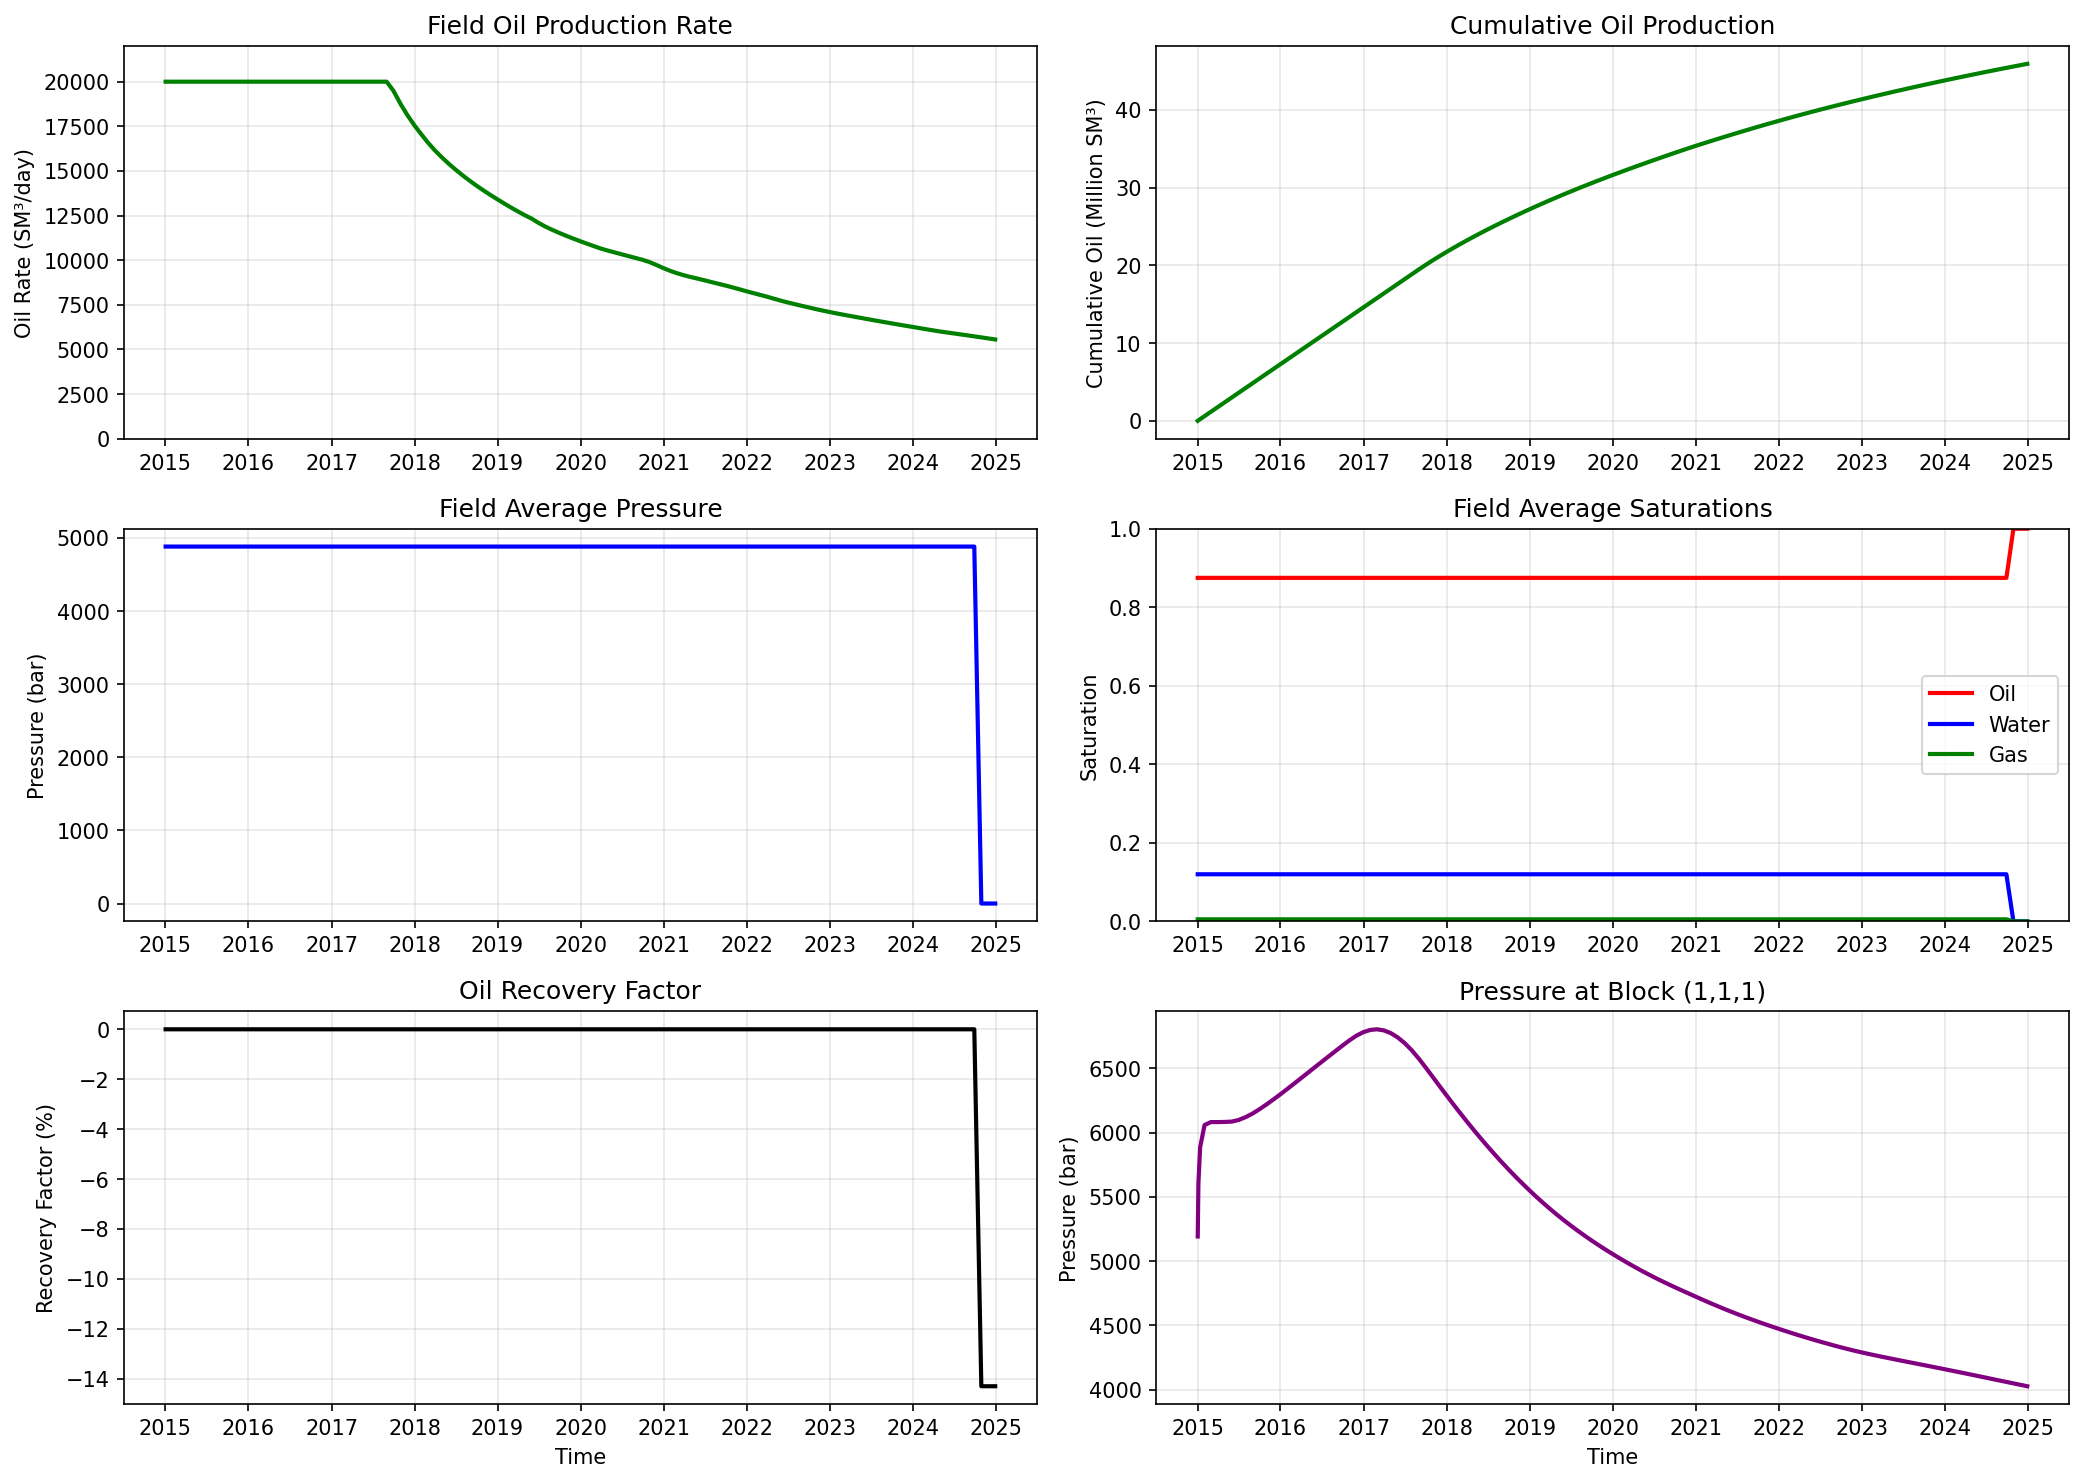 Field Oil Production Rate
Oil Rate (SM³/day)
20000
17500
15000
12500
10000
7500
5000
2500
0
2015 2016 2017 2018 2019 2020 2021 2022 2023 2024 2025
Cumulative Oil Production
Cumulative Oil (Million SM³)
40
30
20
10
0
2015 2016 2017 2018 2019 2020 2021 2022 2023 2024 2025
Field Average Pressure
Pressure (bar)
5000
4000
3000
2000
1000
0
2015 2016 2017 2018 2019 2020 2021 2022 2023 2024 2025
Field Average Saturations
Saturation
1.0
0.8
0.6
0.4
0.2
0.0
Oil
Water
Gas
2015 2016 2017 2018 2019 2020 2021 2022 2023 2024 2025
Oil Recovery Factor
Recovery Factor (%)
0
−2
−4
−6
−8
−10
−12
−14
2015 2016 2017 2018 2019 2020 2021 2022 2023 2024 2025
Time
Pressure at Block (1,1,1)
Pressure (bar)
6500
6000
5500
5000
4500
4000
2015 2016 2017 2018 2019 2020 2021 2022 2023 2024 2025
Time